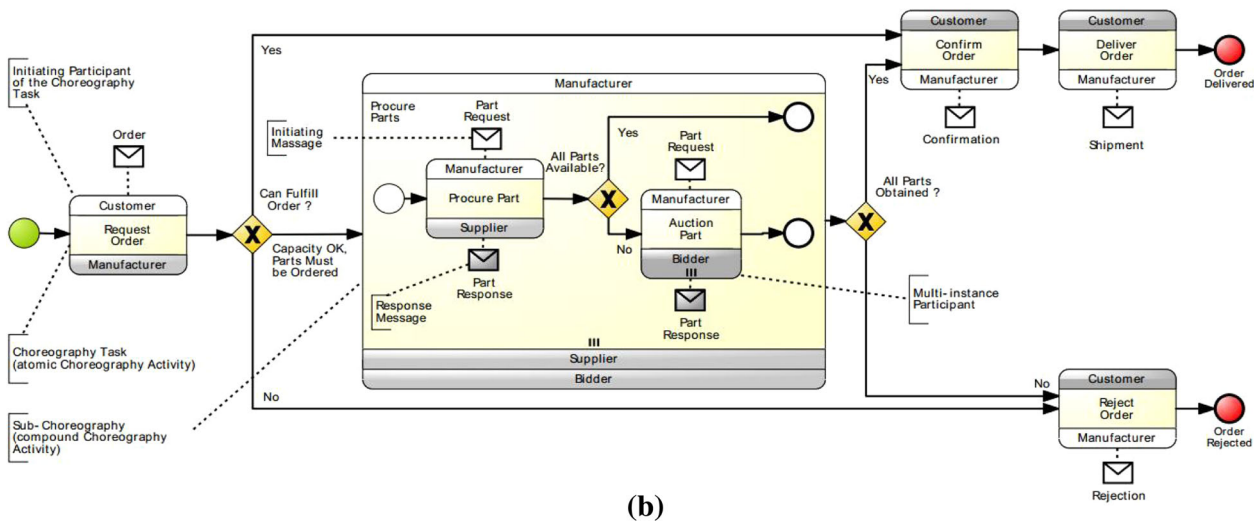 Initiating Participant
of the Choreography
Task
Order
Customer
Request
Order
Manufacturer
Choreography Task
(atomic Choreography Activity)
Sub- Choreography
(compound Choreography
Activity)
Yes
Can Fulfill
Order ?
Capacity OK,
Parts Must
be Ordered
No
Initiating
Massage
Manufacturer
Procure
Parts
Part
Request
Manufacturer
Procure Part
Supplier
Part
Response
Response
Message
All Parts
Available?
Yes
No
Part
Request
Manufacturer
Auction
Part
Bidder
Part
Response
Supplier
Bidder
Multi- instance
Participant
All Parts
Obtained ?
Yes
No
Customer
Confirm
Order
Manufacturer
Confirmation
Customer
Deliver
Order
Manufacturer
Shipment
Order
Delivered
Customer
Reject
Order
Manufacturer
Rejection
Order
Rejected
(b)